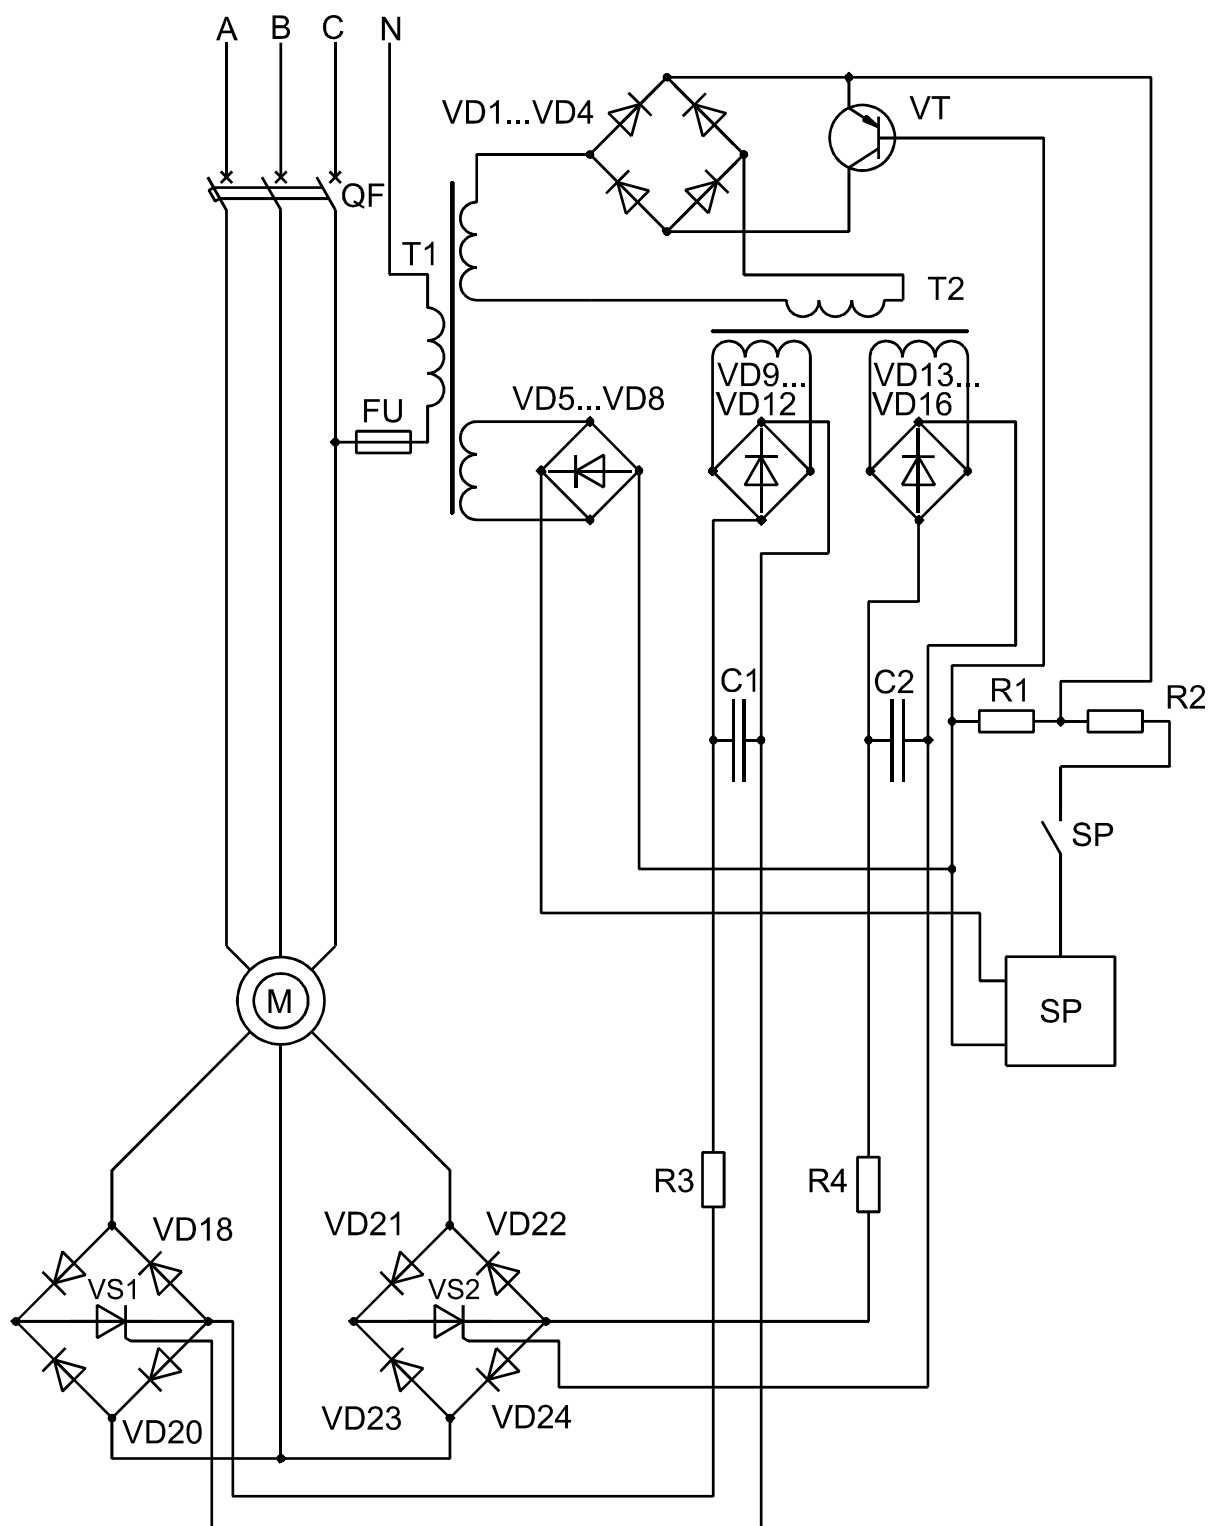 A B C N
VD1...VD4
VT
QF
T1
T2
VD9...
VD12
VD13...
VD16
VD5...VD8
FU
C1
C2
R1
R2
SP
M
SP
R3
R4
VD18
VD21
VD22
VS1
VS2
VD20
VD23
VD24